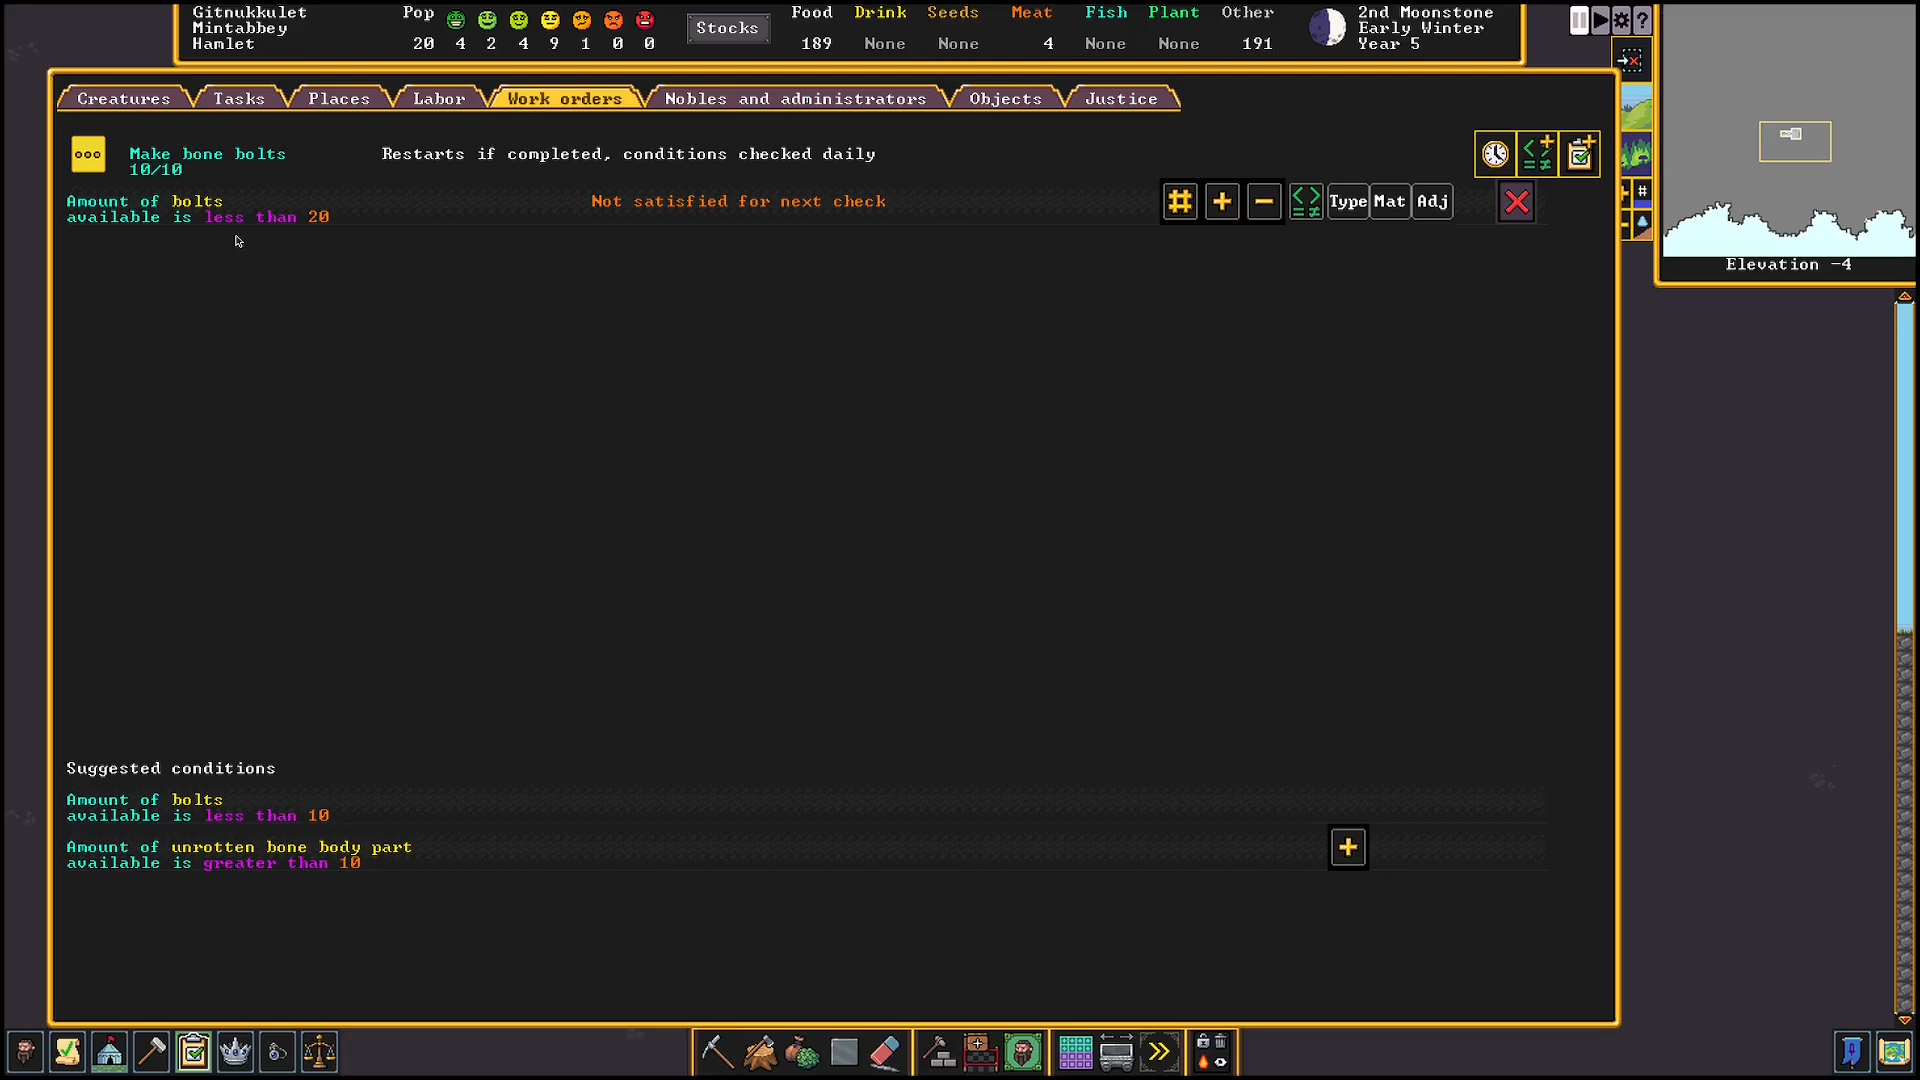 Gitnukkulet
Mintabbey
Hamlet
Pop
20 4 2 4 9 1 0 0
Stocks
Food Drink Seeds Meat Fish Plant Other
189 None None 4 None None 191
2nd Moonstone
Early Winter
Year 5
?
Creatures Tasks Places Labor Work orders Nobles and administrators Objects Justice
Make bone bolts
10/10
Restarts if completed, conditions checked daily
Amount of bolts
available is less than 20
Not satisfied for next check
Type Mat Adj
#
Elevation -4
Suggested conditions
Amount of bolts
available is less than 10
Amount of unrotten bone body part
available is greater than 10